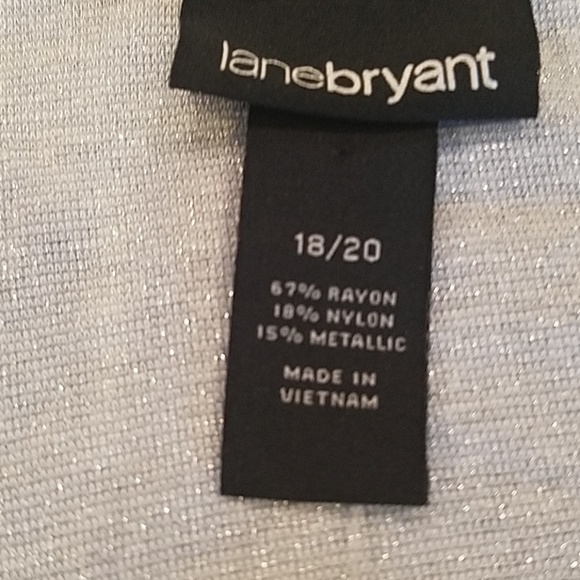 lanebryant
18/20
67% RAYON
18% NYLON
15% METALLIC
MADE IN
VIETNAM